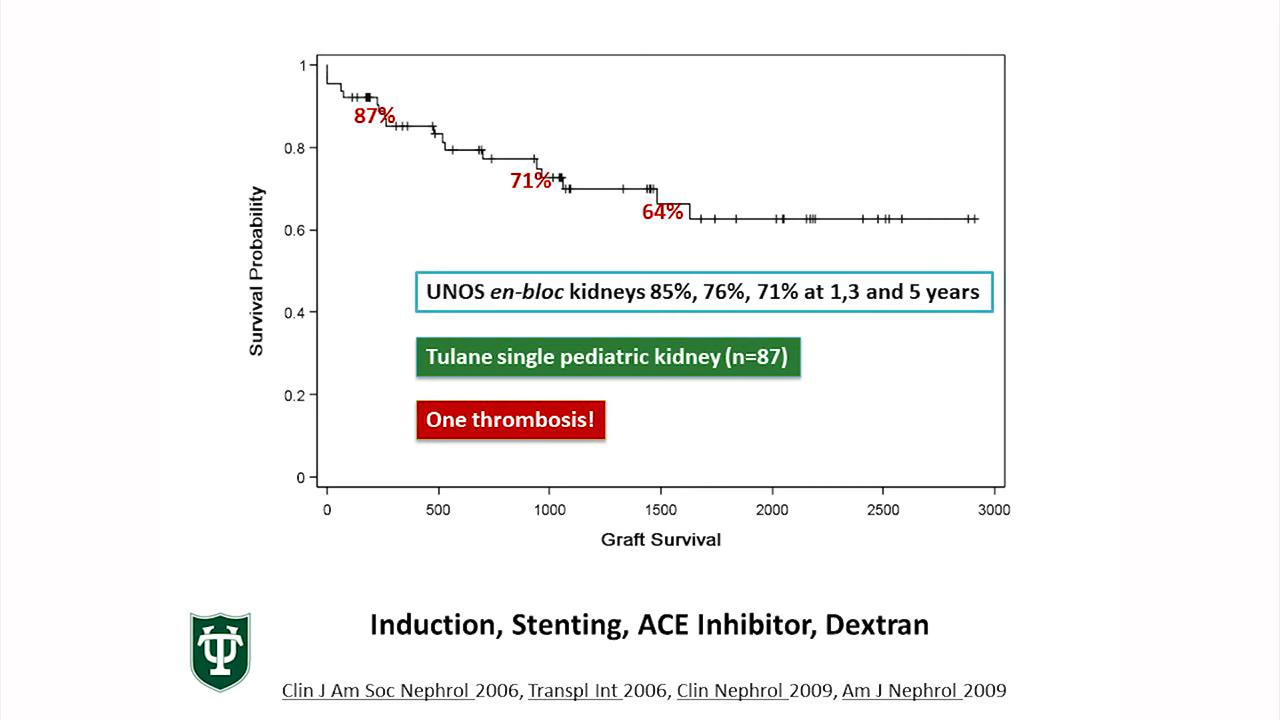 1
87%
0.8
71%
64%
0.6
UNOS en-bloc kidneys 85%, 76%, 71% at 1,3 and 5 years
0.4
Tulane single pediatric kidney (n=87)
0.2
One thrombosis!
0
Survival Probability
0 500 1000 1500 2000 2500 3000
Graft Survival
Induction, Stenting, ACE Inhibitor, Dextran
Clin J Am Soc Nephrol 2006, Transpl Int 2006, Clin Nephrol 2009, Am J Nephrol 2009